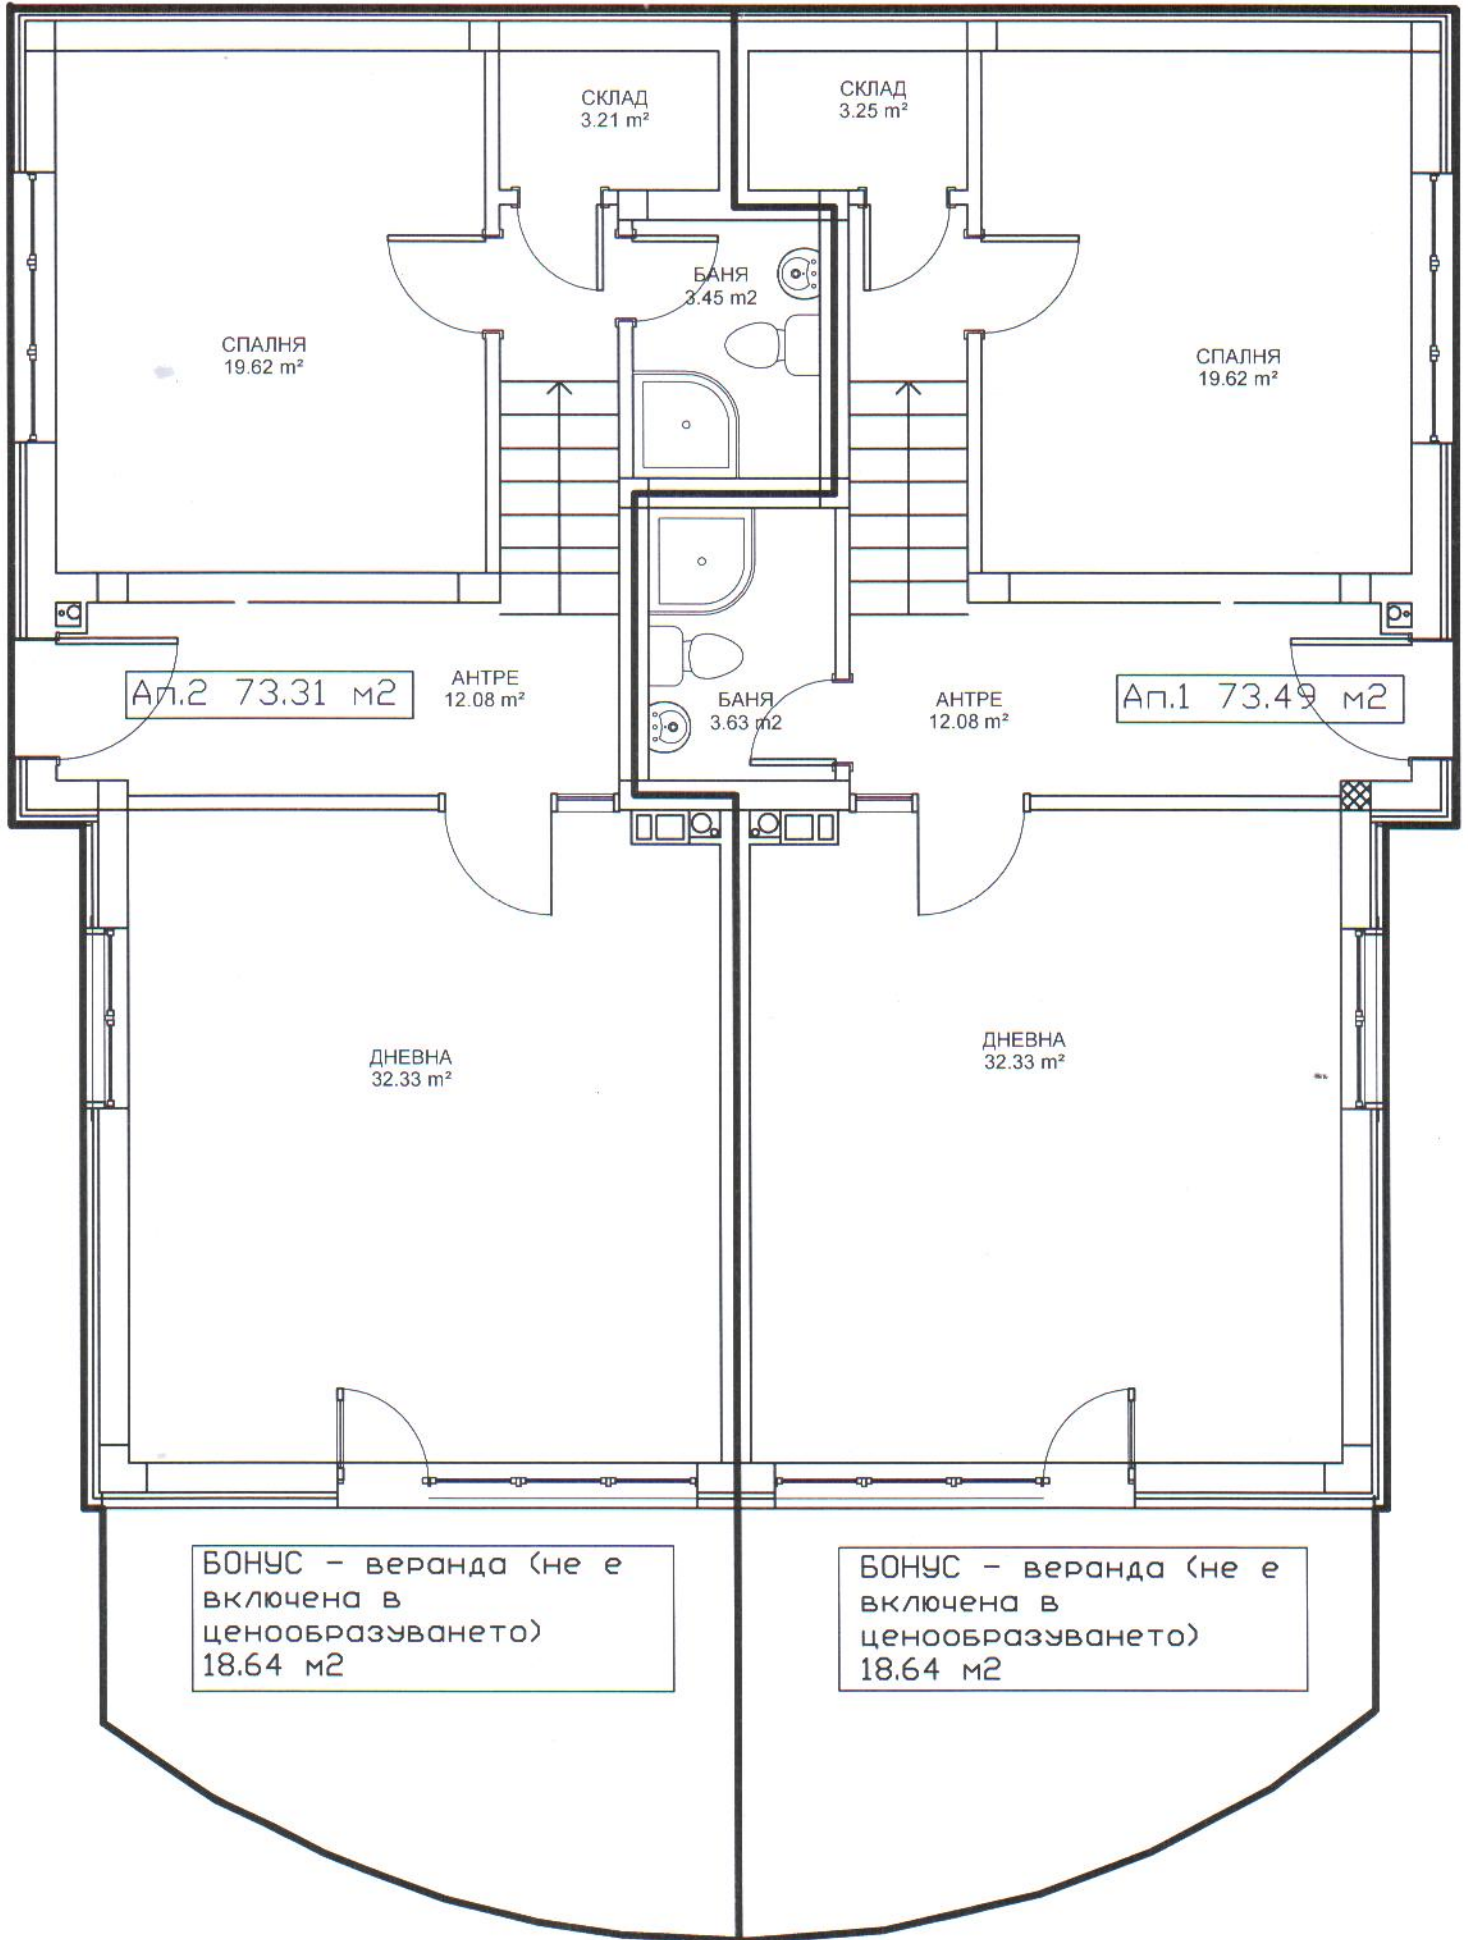 СКЛАД
3.21 m²
СКЛАД
3.25 m²
БАНЯ
3.45 m2
СПАЛНЯ
19.62 m²
СПАЛНЯ
19.62 m²
Ап.2 73.31 м2
АНТРЕ
12.08 m²
БАНЯ
3.63 m2
АНТРЕ
12.08 m²
Ап.1 73.49 м2
ДНЕВНА
32.33 m²
ДНЕВНА
32.33 m²
БОНУС - веранда (не е
включена в
ценообразуването)
18.64 м2
БОНУС - веранда (не е
включена в
ценообразуването)
18.64 м2